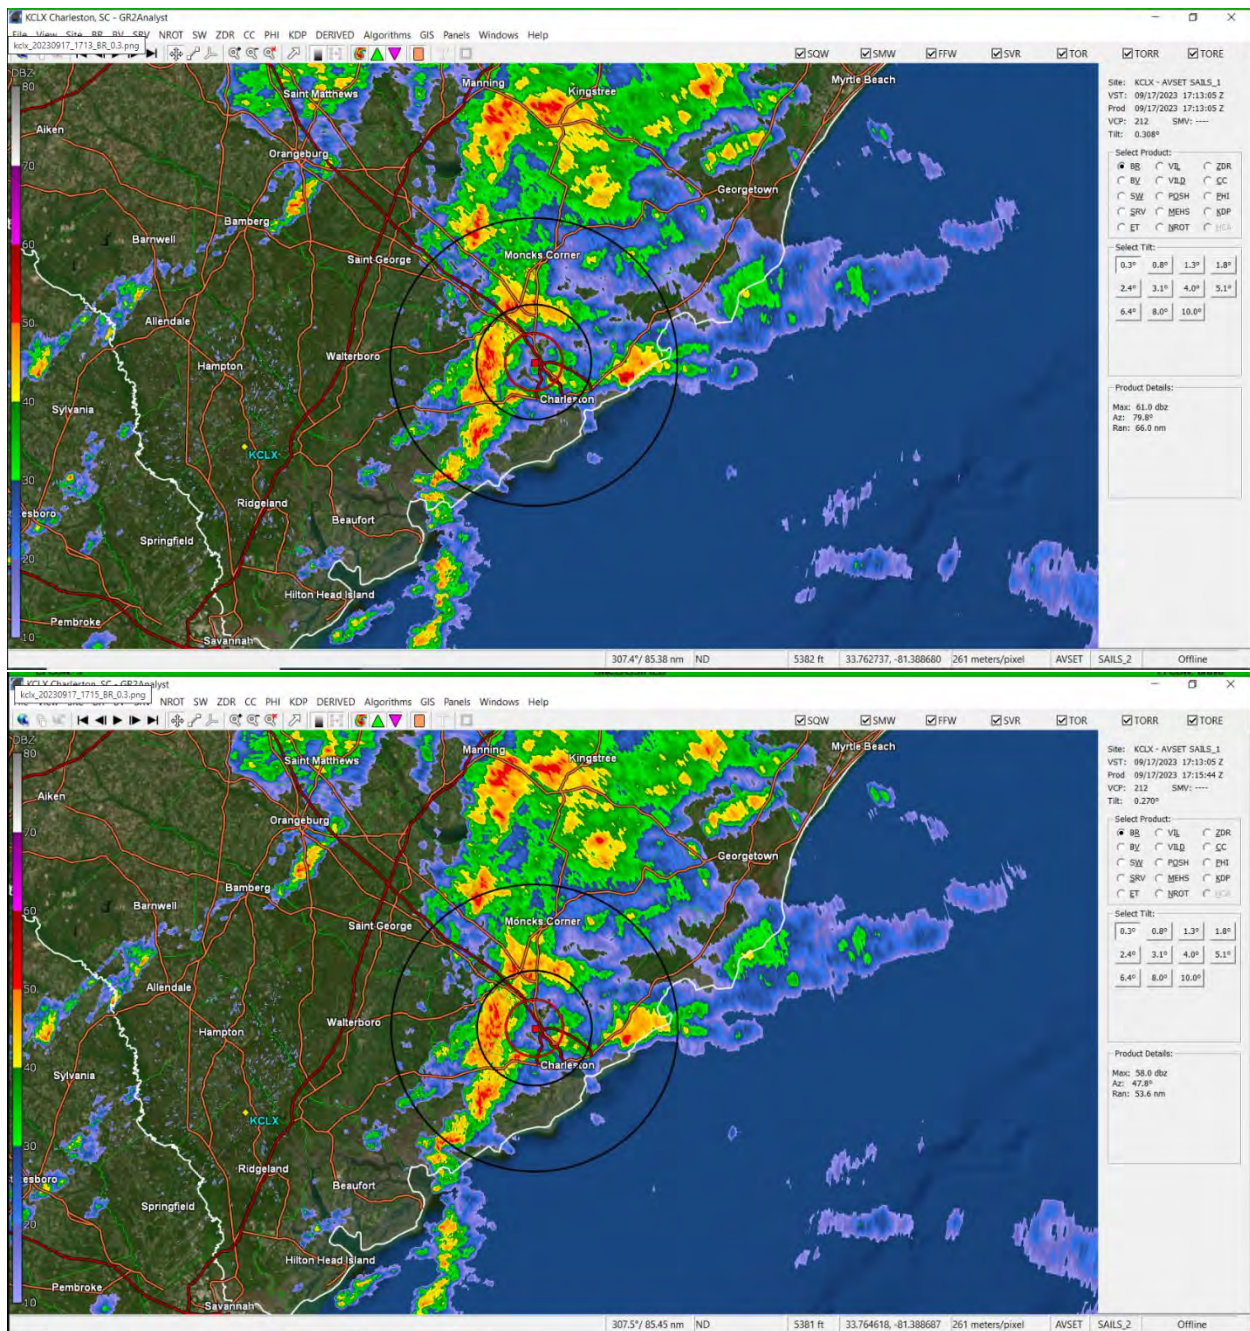 KCLX Charleston, SC - GR2Analyst
File View Site BR BV SRV NROT SW ZDR CC PHI KDP DERIVED Algorithms GIS Panels Windows Help
kclx_20230917_1713_BR_0.3.png
SQW SMW FFW SVR TOR TORR TORE
DBZ
80
70
60
50
40
30
20
10
Saint Matthews
Manning
Kingstree
Myrtle Beach
Aiken
Orangeburg
Georgetown
Bamberg
Barnwell
Saint George
Moncks Corner
Allendale
Walterboro
Hampton
Charleston
Sylvania
KCLX
Ridgeland
esboro
Beaufort
Springfield
Hilton Head Island
Pembroke
Savannah
Site: KCLX - AVSET SAILS_1
VST: 09/17/2023 17:13:05 Z
Prod 09/17/2023 17:13:05 Z
VCP: 212 SMV: ----
Tilt: 0.308°
Select Product:
BR VIL ZDR
BV VILD CC
SW POSH PHI
SRV MEHS KDP
ET NROT HCA
Select Tilt:
0.3° 0.8° 1.3° 1.8°
2.4° 3.1° 4.0° 5.1°
6.4° 8.0° 10.0°
Product Details:
Max: 61.0 dbz
Az: 79.8°
Ran: 66.0 nm
307.4°/ 85.38 nm ND 5382 ft 33.762737, -81.388680 261 meters/pixel AVSET SAILS_2 Offline
KCLX Charleston, SC - GR2Analyst
NROT SW ZDR CC PHI KDP DERIVED Algorithms GIS Panels Windows Help
kclx_20230917_1715_BR_0.3.png
SQW SMW FFW SVR TOR TORR TORE
DBZ
80
70
60
50
40
30
20
10
Saint Matthews
Manning
Kingstree
Myrtle Beach
Aiken
Orangeburg
Georgetown
Bamberg
Barnwell
Saint George
Moncks Corner
Allendale
Walterboro
Hampton
Charleston
Sylvania
KCLX
Ridgeland
esboro
Beaufort
Springfield
Hilton Head Island
Pembroke
Savannah
Site: KCLX - AVSET SAILS_1
VST: 09/17/2023 17:13:05 Z
Prod 09/17/2023 17:15:44 Z
VCP: 212 SMV: ----
Tilt: 0.270°
Select Product:
BR VIL ZDR
BV VILD CC
SW POSH PHI
SRV MEHS KDP
ET NROT HCA
Select Tilt:
0.3° 0.8° 1.3° 1.8°
2.4° 3.1° 4.0° 5.1°
6.4° 8.0° 10.0°
Product Details:
Max: 58.0 dbz
Az: 47.8°
Ran: 53.6 nm
307.5°/ 85.45 nm ND 5381 ft 33.764618, -81.388687 261 meters/pixel AVSET SAILS_2 Offline